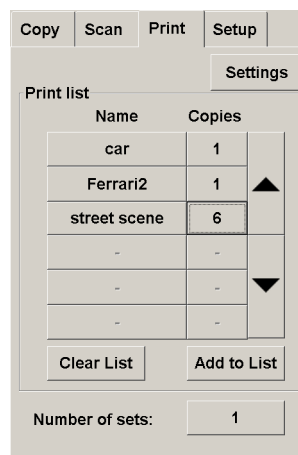 Copy Scan Print Setup
Settings
Print list
Name Copies
car 1
Ferrari2 1
street scene 6
- -
- -
- -
Clear List Add to List
Number of sets: 1